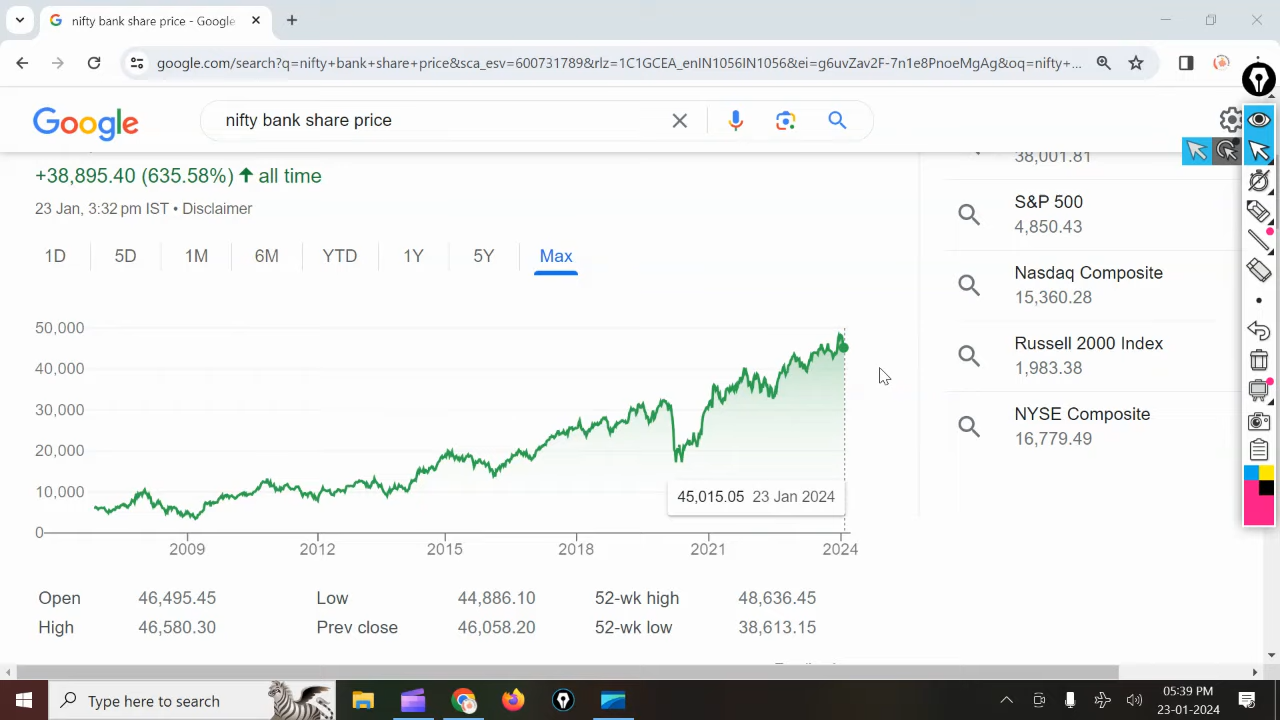 nifty bank share price - Google
google.com/search?q=nifty+bank+share+price&sca_esv=600731789&rlz=1C1GCEA_enIN1056IN1056&ei=g6uvZav2F-7n1e8PnoeMgAg&oq=nifty+...
Google
nifty bank share price
+38,895.40 (635.58%) ↑ all time
23 Jan, 3:32 pm IST • Disclaimer
1D 5D 1M 6M YTD 1Y 5Y Max
50,000
40,000
30,000
20,000
10,000
0
45,015.05 23 Jan 2024
2009 2012 2015 2018 2021 2024
Open 46,495.45 Low 44,886.10 52-wk high 48,636.45
High 46,580.30 Prev close 46,058.20 52-wk low 38,613.15
38,001.81
S&P 500
4,850.43
Nasdaq Composite
15,360.28
Russell 2000 Index
1,983.38
NYSE Composite
16,779.49
Type here to search
05:39 PM
23-01-2024